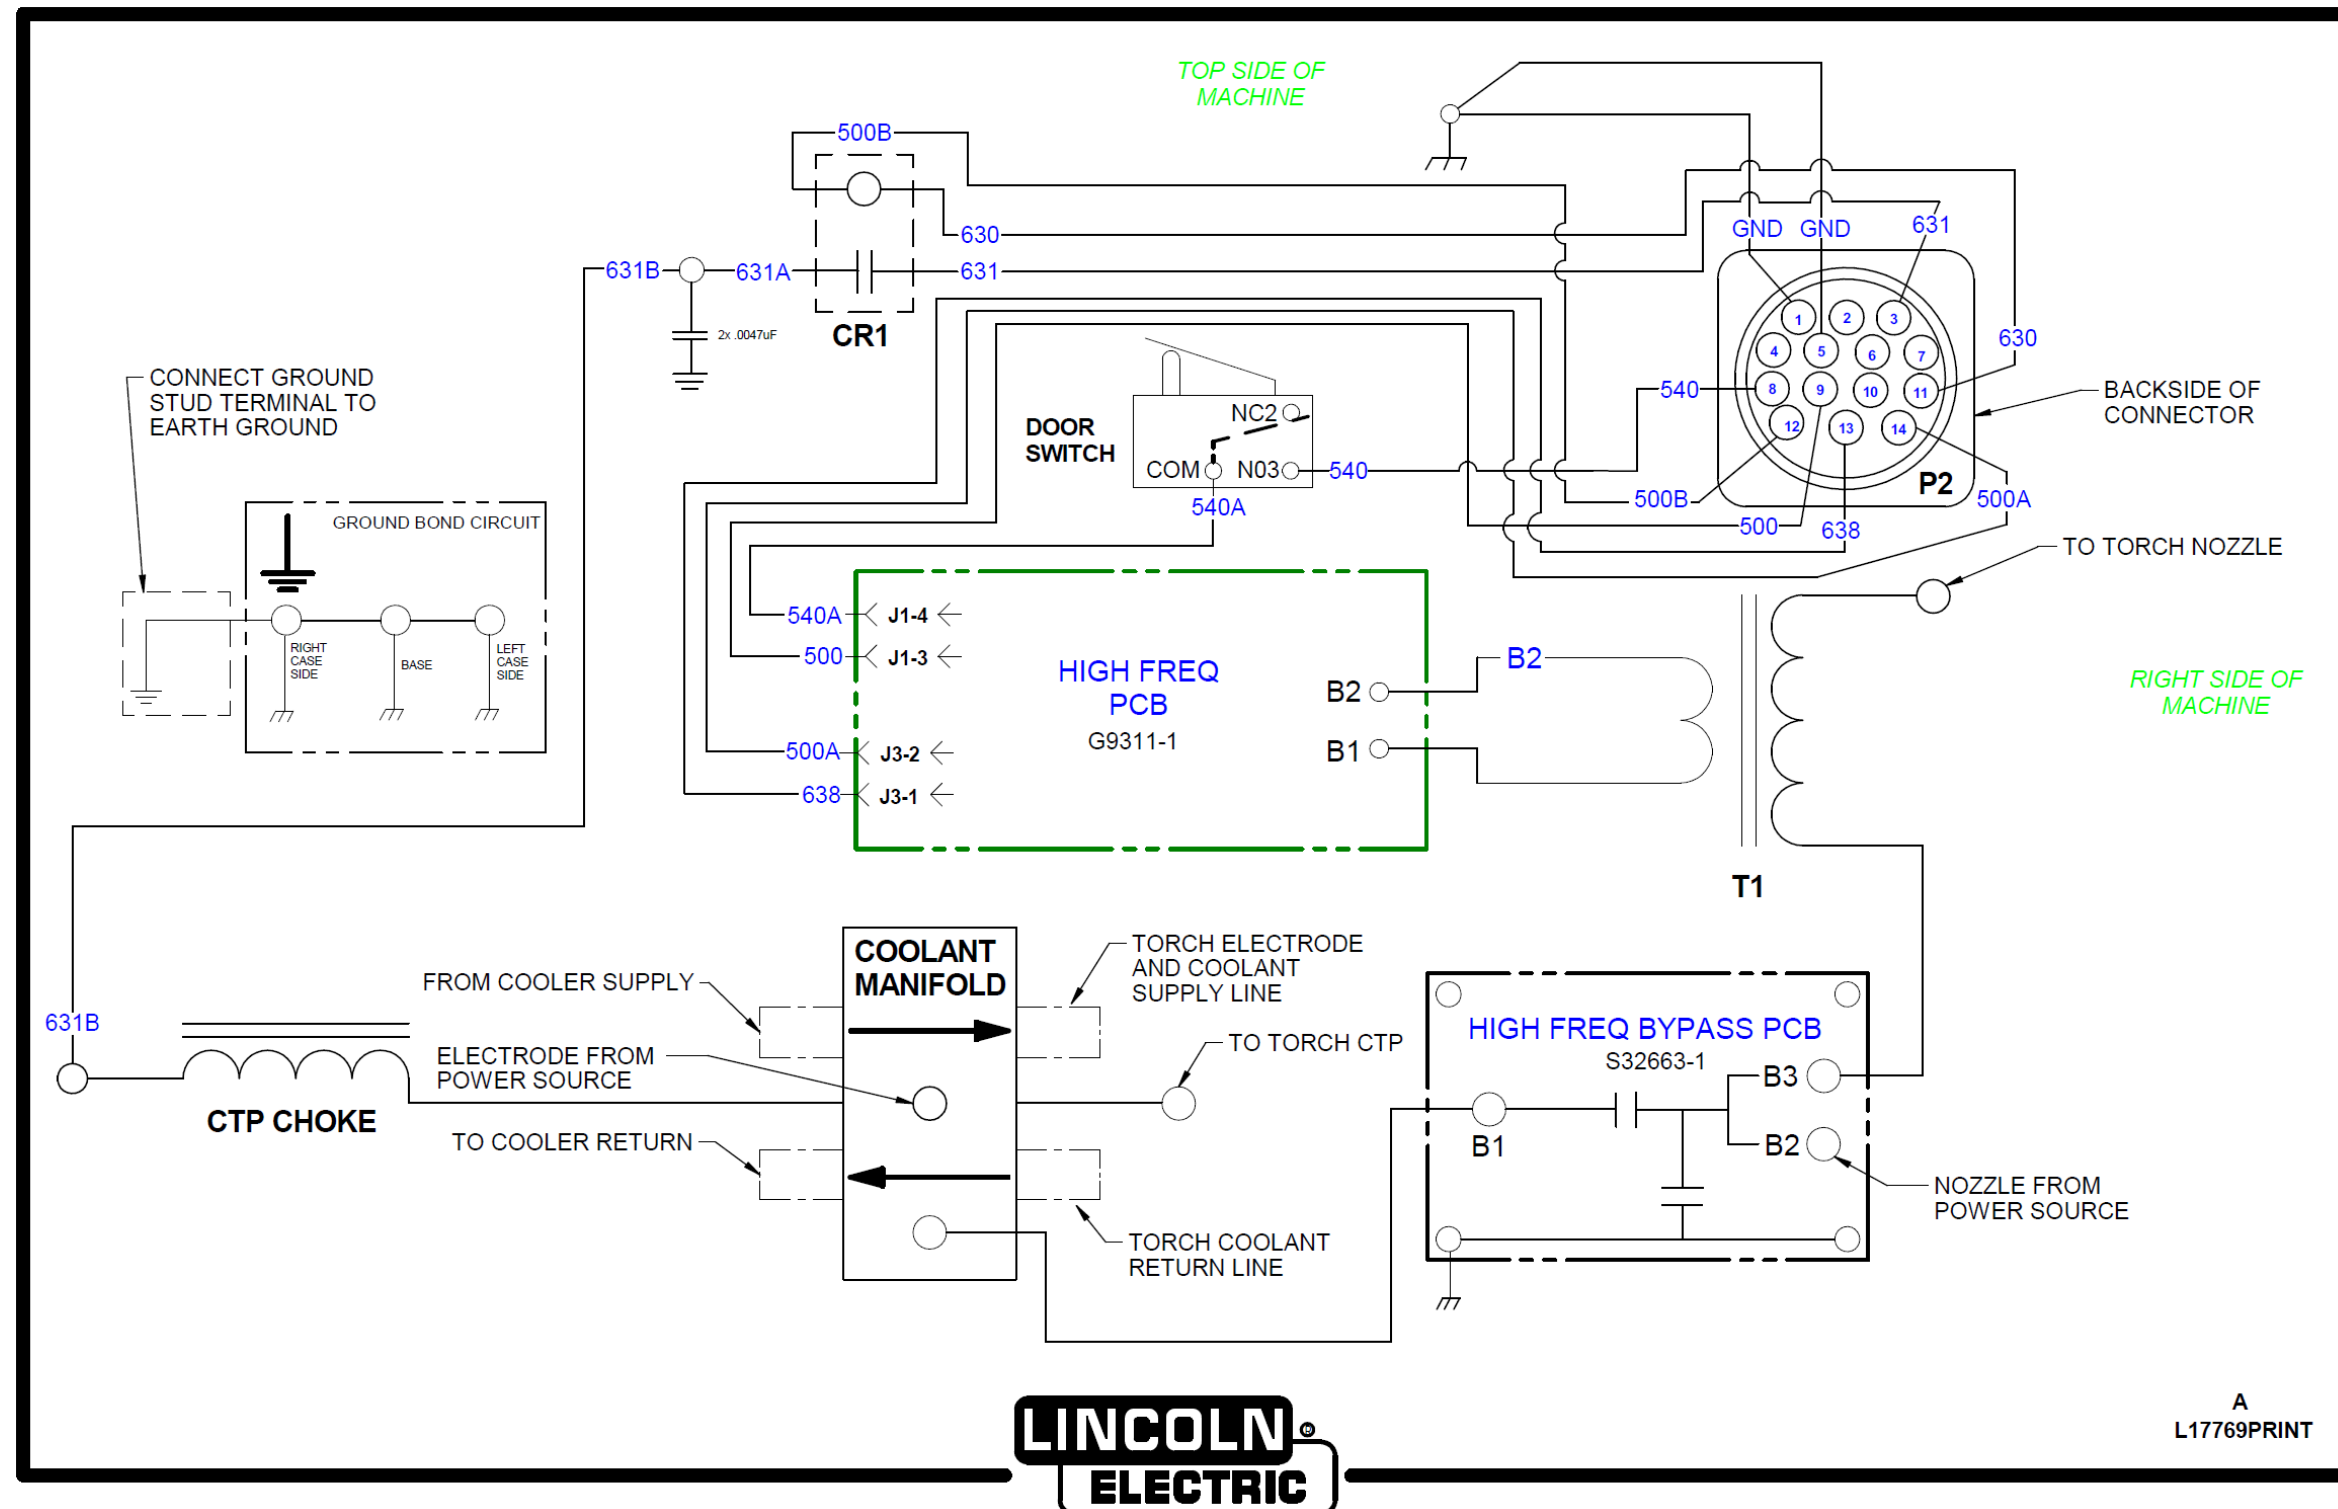 TOP SIDE OF
MACHINE
500B
630
631B
631A
631
CR1
2x .0047uF
GND
GND
631
1
2
3
4
5
6
7
8
9
10
11
12
13
14
630
540
BACKSIDE OF
CONNECTOR
P2
500B
500
638
500A
DOOR
SWITCH
NC2
COM
N03
540
540A
CONNECT GROUND
STUD TERMINAL TO
EARTH GROUND
GROUND BOND CIRCUIT
RIGHT
CASE
SIDE
BASE
LEFT
CASE
SIDE
TO TORCH NOZZLE
540A
J1-4
500
J1-3
500A
J3-2
638
J3-1
HIGH FREQ
PCB
G9311-1
B2
B1
B2
T1
RIGHT SIDE OF
MACHINE
631B
CTP CHOKE
FROM COOLER SUPPLY
ELECTRODE FROM
POWER SOURCE
TO COOLER RETURN
COOLANT
MANIFOLD
TORCH ELECTRODE
AND COOLANT
SUPPLY LINE
TO TORCH CTP
TORCH COOLANT
RETURN LINE
HIGH FREQ BYPASS PCB
S32663-1
B1
B3
B2
NOZZLE FROM
POWER SOURCE
A
L17769PRINT
LINCOLN ®
ELECTRIC